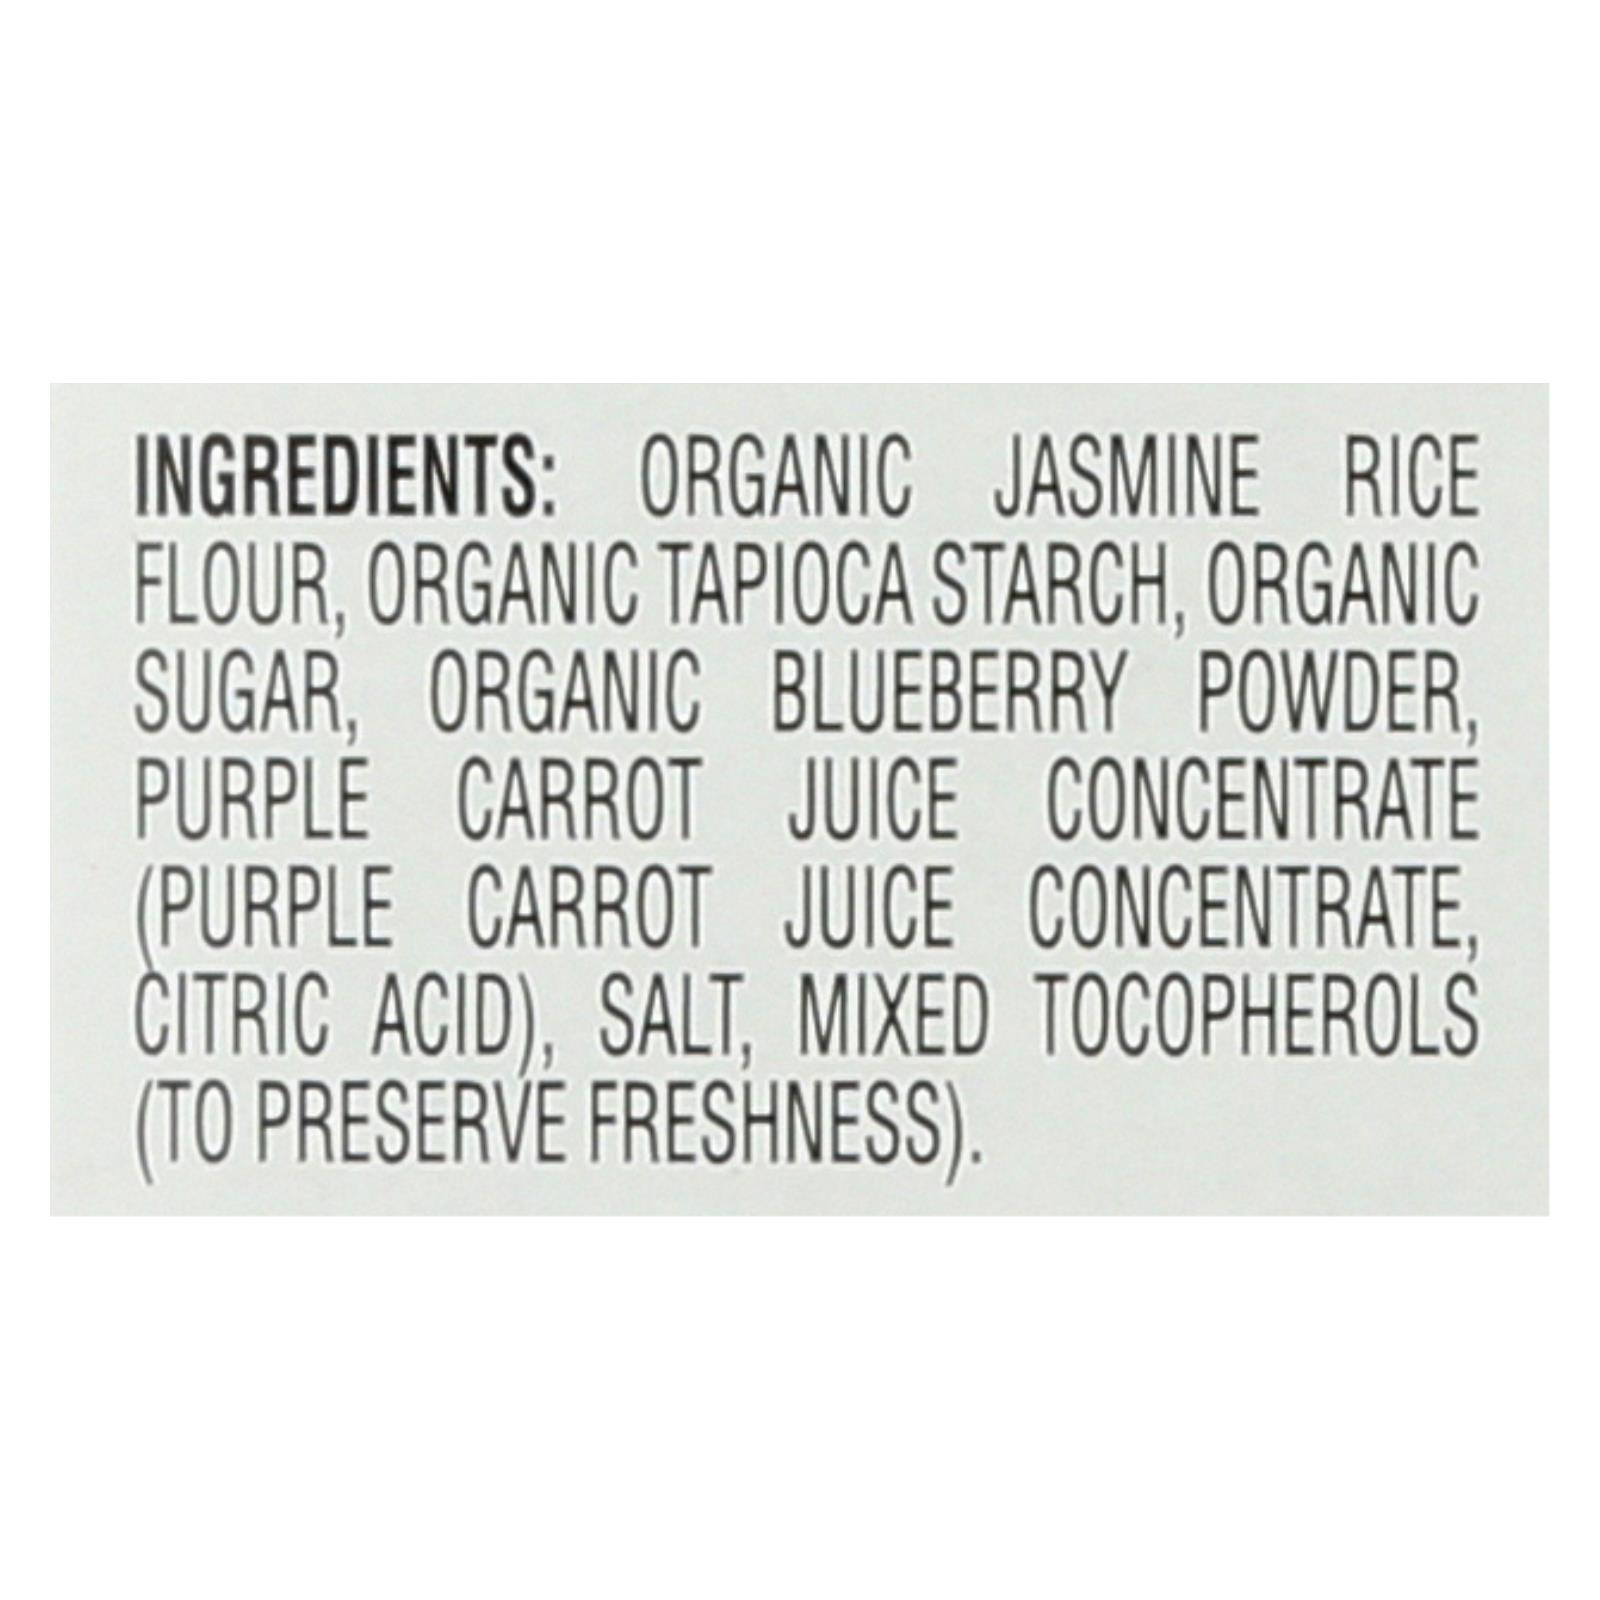 INGREDIENTS: ORGANIC JASMINE RICE
FLOUR, ORGANIC TAPIOCA STARCH, ORGANIC
SUGAR, ORGANIC BLUEBERRY POWDER,
PURPLE CARROT JUICE CONCENTRATE
(PURPLE CARROT JUICE CONCENTRATE,
CITRIC ACID), SALT, MIXED TOCOPHEROLS
(TO PRESERVE FRESHNESS).